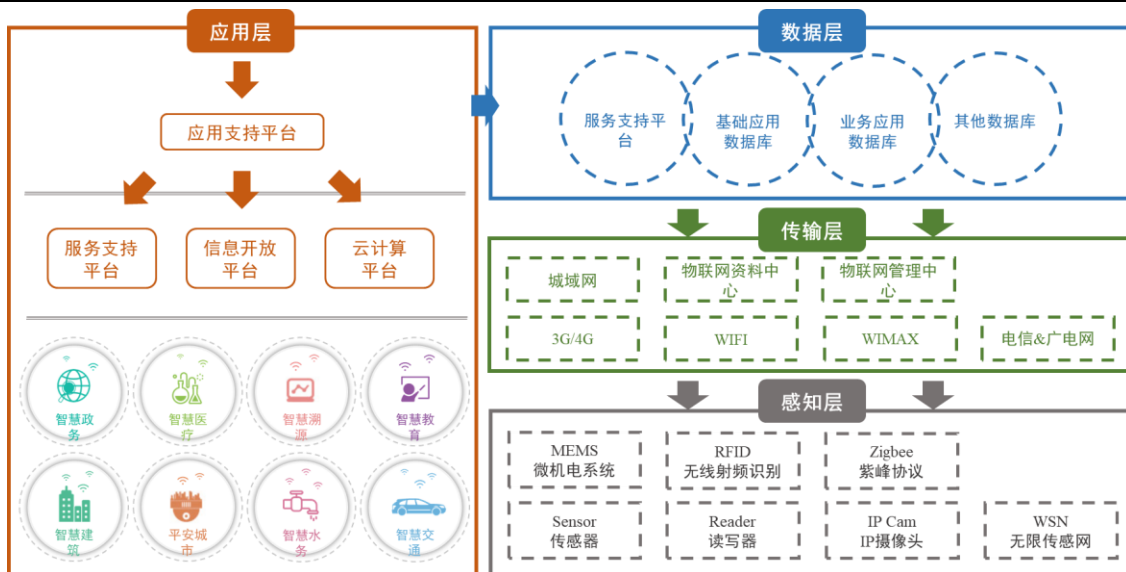 应用层
应用支持平台
服务支持
平台
信息开放
平台
云计算
平台
智慧政
务
智慧医
疗
智慧溯
源
智慧教
育
智慧建
筑
平安城
市
智慧水
务
智慧交
通
数据层
服务支持平
台
基础应用
数据库
业务应用
数据库
其他数据库
传输层
城域网
物联网资料中
心
物联网管理中
心
3G/4G
WIFI
WIMAX
电信&广电网
感知层
MEMS
微机电系统
RFID
无线射频识别
Zigbee
紫峰协议
Sensor
传感器
Reader
读写器
IP Cam
IP摄像头
WSN
无限传感网